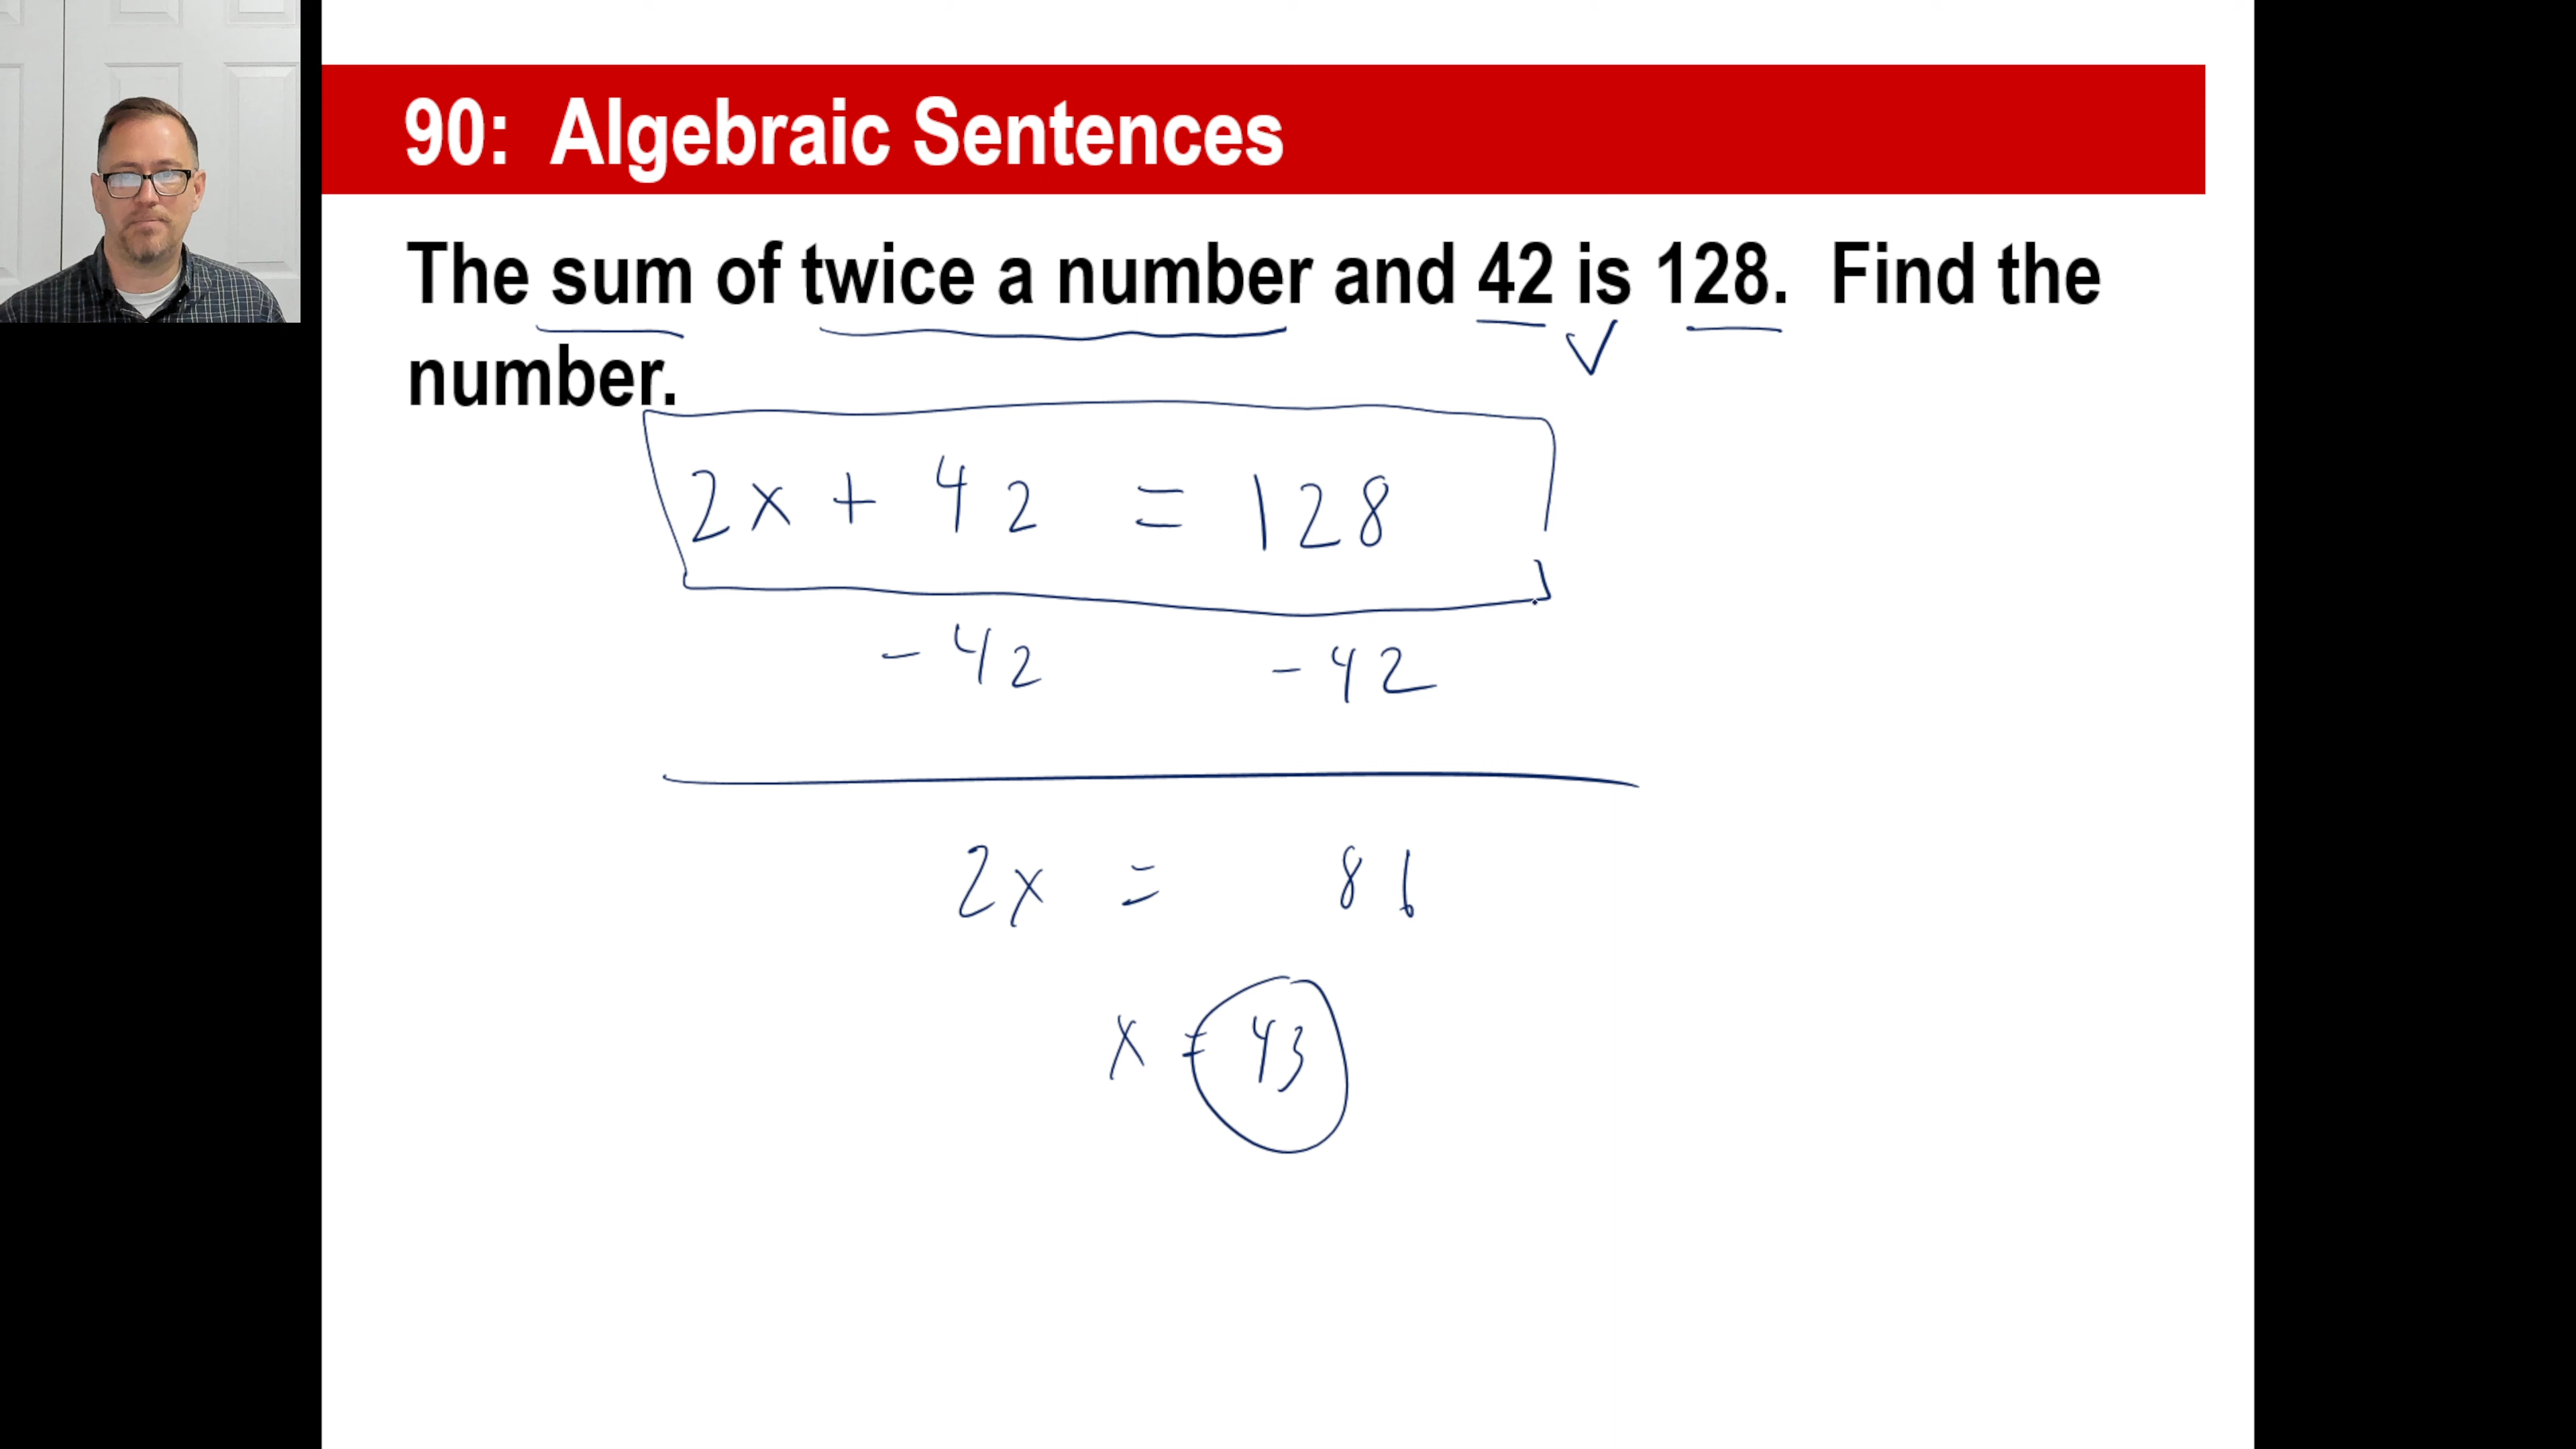 90: Algebraic Sentences
The sum of twice a number and 42 is 128. Find the
number.
2x + 42 = 128
- 42 - 42
2x = 86
x = 43